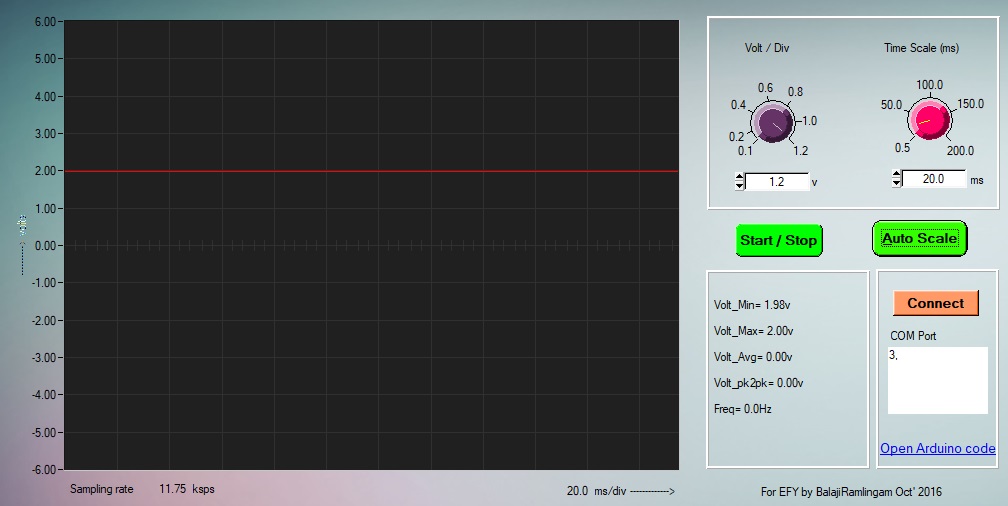 6.00
5.00
4.00
3.00
2.00
1.00
0.00
-1.00
-2.00
-3.00
-4.00
-5.00
-6.00
Sampling rate 11.75 ksps
20.0 ms/div ------------>
Volt / Div
0.6
0.4 0.8
0.2 1.0
0.1 1.2
1.2 v
Time Scale (ms)
100.0
50.0 150.0
0.5 200.0
20.0 ms
Start / Stop
Auto Scale
Volt_Min= 1.98v
Volt_Max= 2.00v
Volt_Avg= 0.00v
Volt_pk2pk= 0.00v
Freq= 0.0Hz
Connect
COM Port
3,
Open Arduino code
For EFY by BalajiRamlingam Oct' 2016